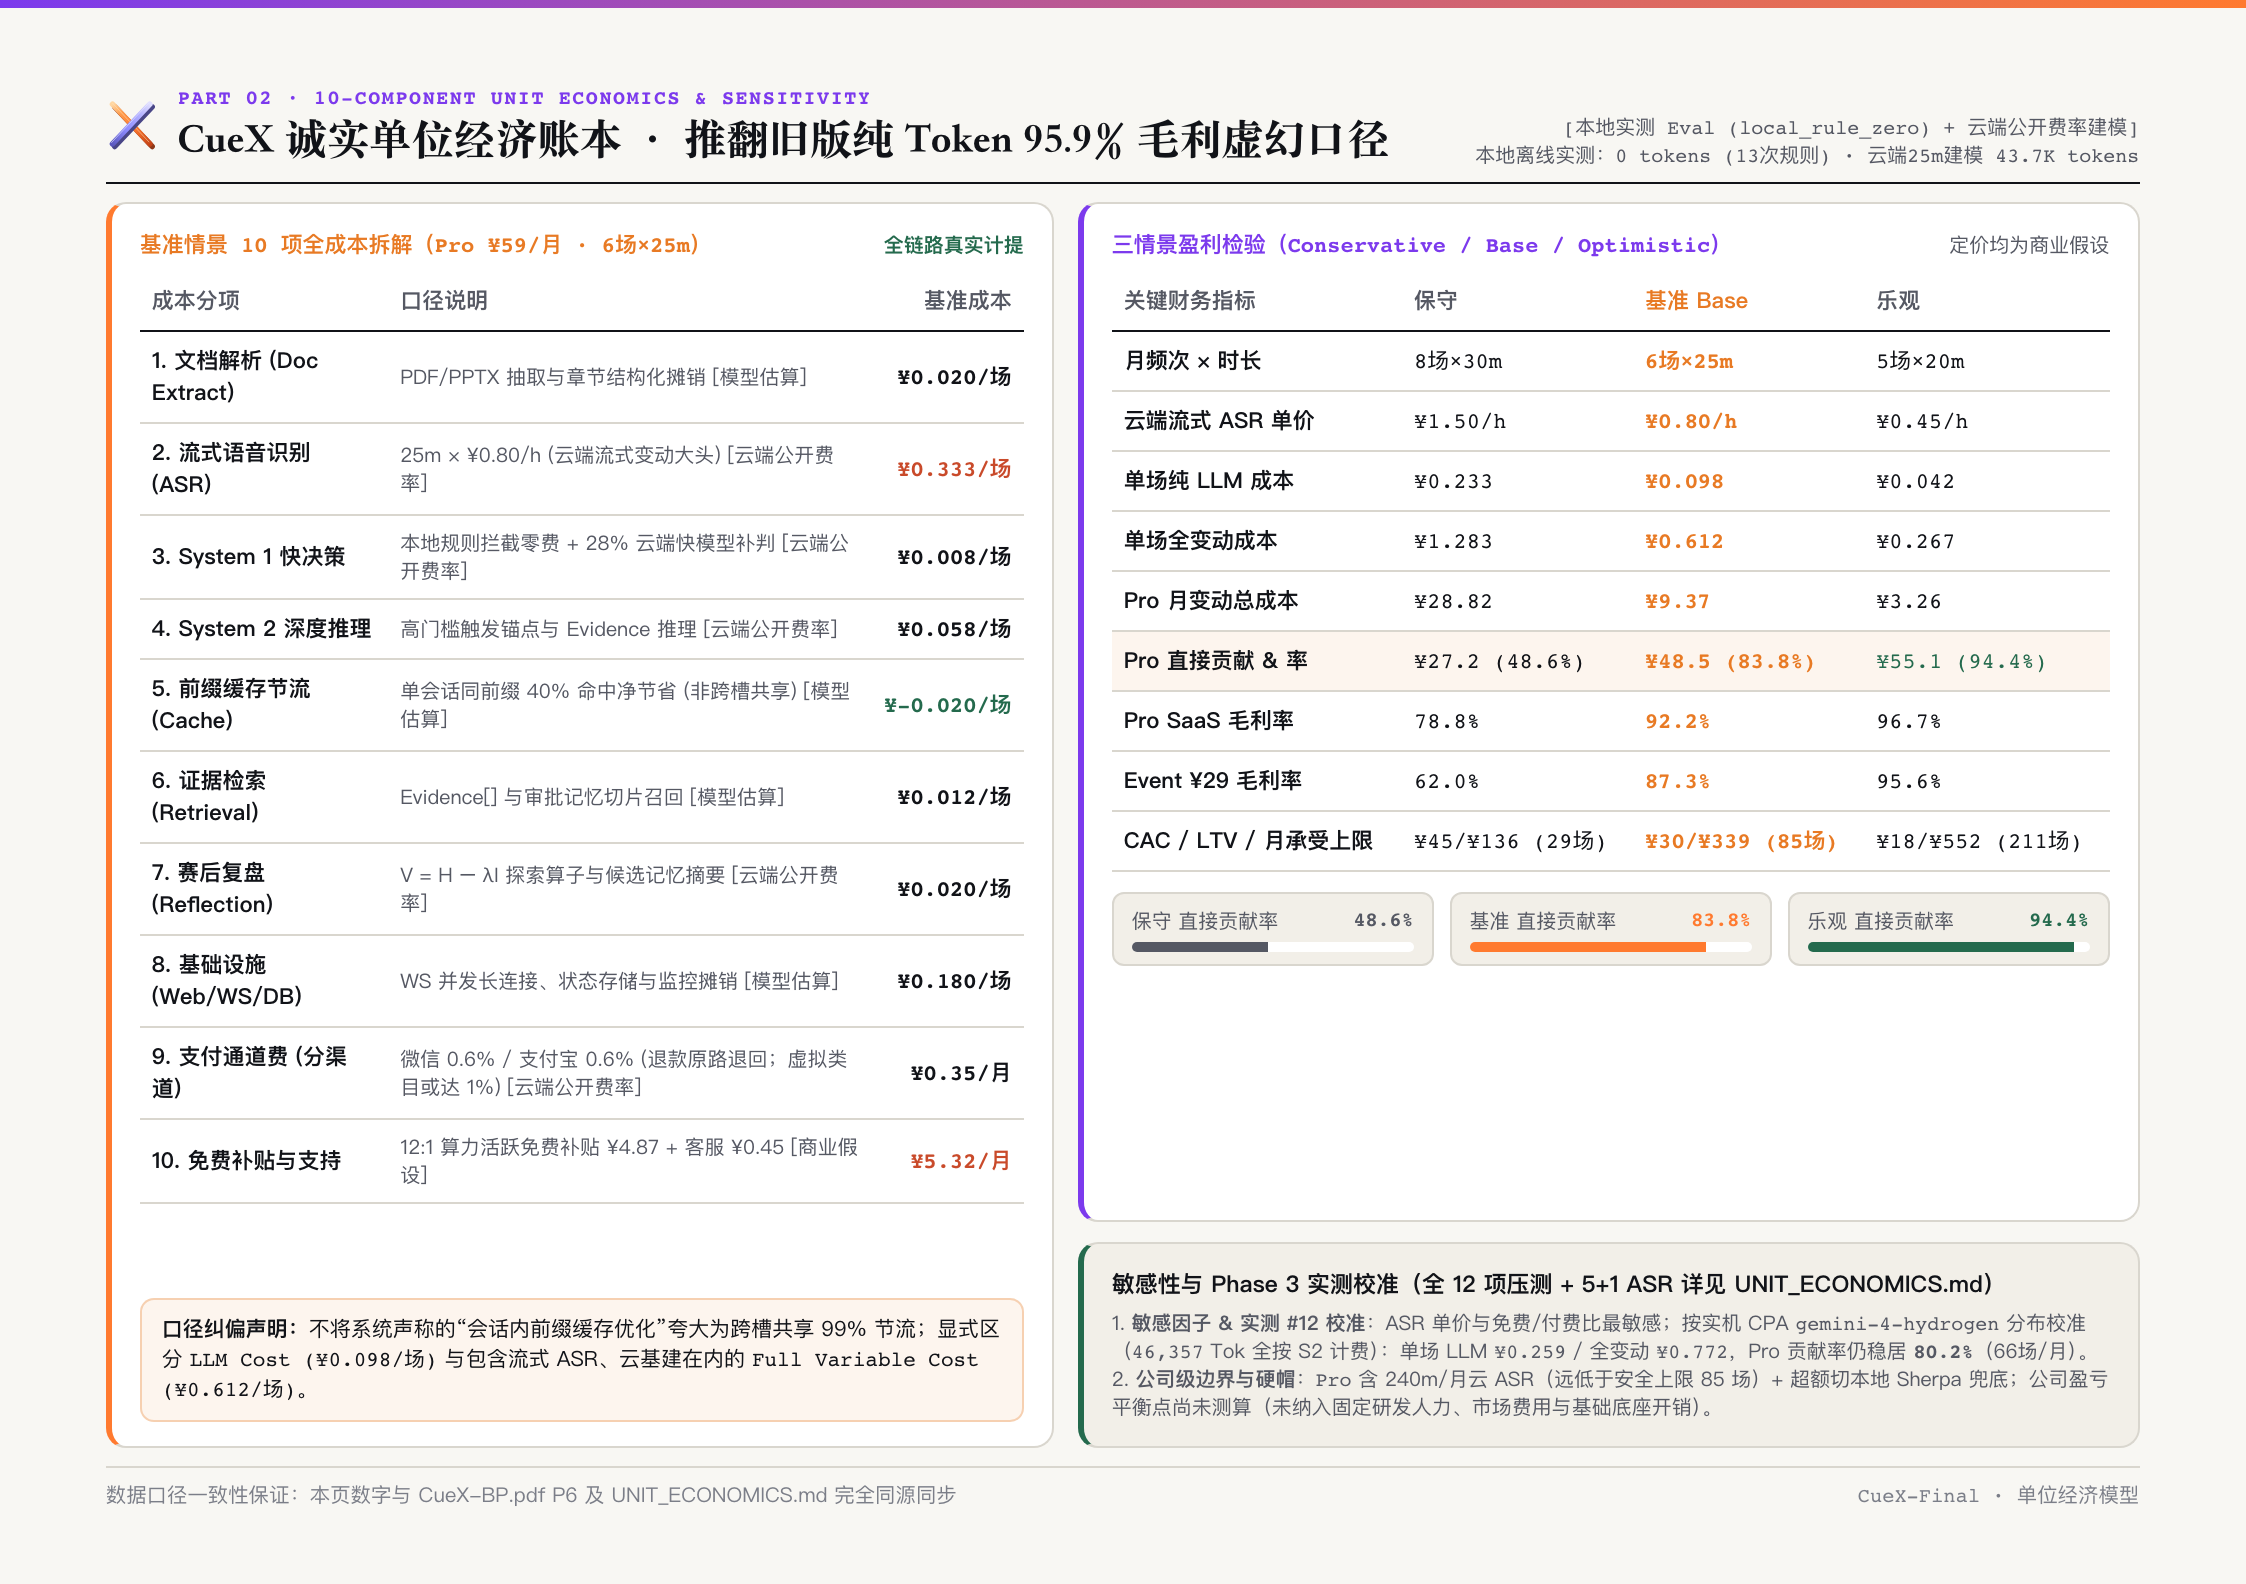 PART 02 · 10-COMPONENT UNIT ECONOMICS & SENSITIVITY
CueX 诚实单位经济账本 · 推翻旧版纯 Token 95.9% 毛利虚幻口径
[本地实测 Eval (local_rule_zero) + 云端公开费率建模]
本地离线实测: 0 tokens (13次规则) · 云端25m建模 43.7K tokens
基准情景 10 项全成本拆解（Pro ¥59/月 · 6场×25m）
全链路真实计提
成本分项 口径说明 基准成本
1. 文档解析 (Doc
Extract)
PDF/PPTX 抽取与章节结构化摊销 [模型估算]
¥0.020/场
2. 流式语音识别
(ASR)
25m × ¥0.80/h (云端流式变动大头) [云端公开费
率]
¥0.333/场
3. System 1 快决策
本地规则拦截零费 + 28% 云端快模型补判 [云端公
开费率]
¥0.008/场
4. System 2 深度推理
高门槛触发锚点与 Evidence 推理 [云端公开费率]
¥0.058/场
5. 前缀缓存节流
(Cache)
单会话同前缀 40% 命中净节省 (非跨槽共享) [模型
估算]
¥-0.020/场
6. 证据检索
(Retrieval)
Evidence[] 与审批记忆切片召回 [模型估算]
¥0.012/场
7. 赛后复盘
(Reflection)
V = H − λI 探索算子与候选记忆摘要 [云端公开费
率]
¥0.020/场
8. 基础设施
(Web/WS/DB)
WS 并发长连接、状态存储与监控摊销 [模型估算]
¥0.180/场
9. 支付通道费 (分渠
道)
微信 0.6% / 支付宝 0.6% (退款原路退回；虚拟类
目或达 1%) [云端公开费率]
¥0.35/月
10. 免费补贴与支持
12:1 算力活跃免费补贴 ¥4.87 + 客服 ¥0.45 [商业假
设]
¥5.32/月
口径纠偏声明：不将系统声称的“会话内前缀缓存优化”夸大为跨槽共享 99% 节流；显式区
分 LLM Cost (¥0.098/场) 与包含流式 ASR、云基建在内的 Full Variable Cost
(¥0.612/场)。
三情景盈利检验（Conservative / Base / Optimistic）
定价均为商业假设
关键财务指标 保守 基准 Base 乐观
月频次 × 时长 8场×30m 6场×25m 5场×20m
云端流式 ASR 单价 ¥1.50/h ¥0.80/h ¥0.45/h
单场纯 LLM 成本 ¥0.233 ¥0.098 ¥0.042
单场全变动成本 ¥1.283 ¥0.612 ¥0.267
Pro 月变动总成本 ¥28.82 ¥9.37 ¥3.26
Pro 直接贡献 & 率 ¥27.2 (48.6%) ¥48.5 (83.8%) ¥55.1 (94.4%)
Pro SaaS 毛利率 78.8% 92.2% 96.7%
Event ¥29 毛利率 62.0% 87.3% 95.6%
CAC / LTV / 月承受上限 ¥45/¥136 (29场) ¥30/¥339 (85场) ¥18/¥552 (211场)
保守 直接贡献率 48.6%
基准 直接贡献率 83.8%
乐观 直接贡献率 94.4%
敏感性与 Phase 3 实测校准（全 12 项压测 + 5+1 ASR 详见 UNIT_ECONOMICS.md）
1. 敏感因子 & 实测 #12 校准：ASR 单价与免费/付费比最敏感；按实机 CPA gemini-4-hydrogen 分布校准
（46,357 Tok 全按 S2 计费）：单场 LLM ¥0.259 / 全变动 ¥0.772，Pro 贡献率仍稳居 80.2%（66场/月）。
2. 公司级边界与硬帽：Pro 含 240m/月云 ASR（远低于安全上限 85 场）+ 超额切本地 Sherpa 兜底；公司盈亏
平衡点尚未测算（未纳入固定研发人力、市场费用与基础底座开销）。
数据口径一致性保证：本页数字与 CueX-BP.pdf P6 及 UNIT_ECONOMICS.md 完全同源同步
CueX-Final · 单位经济模型